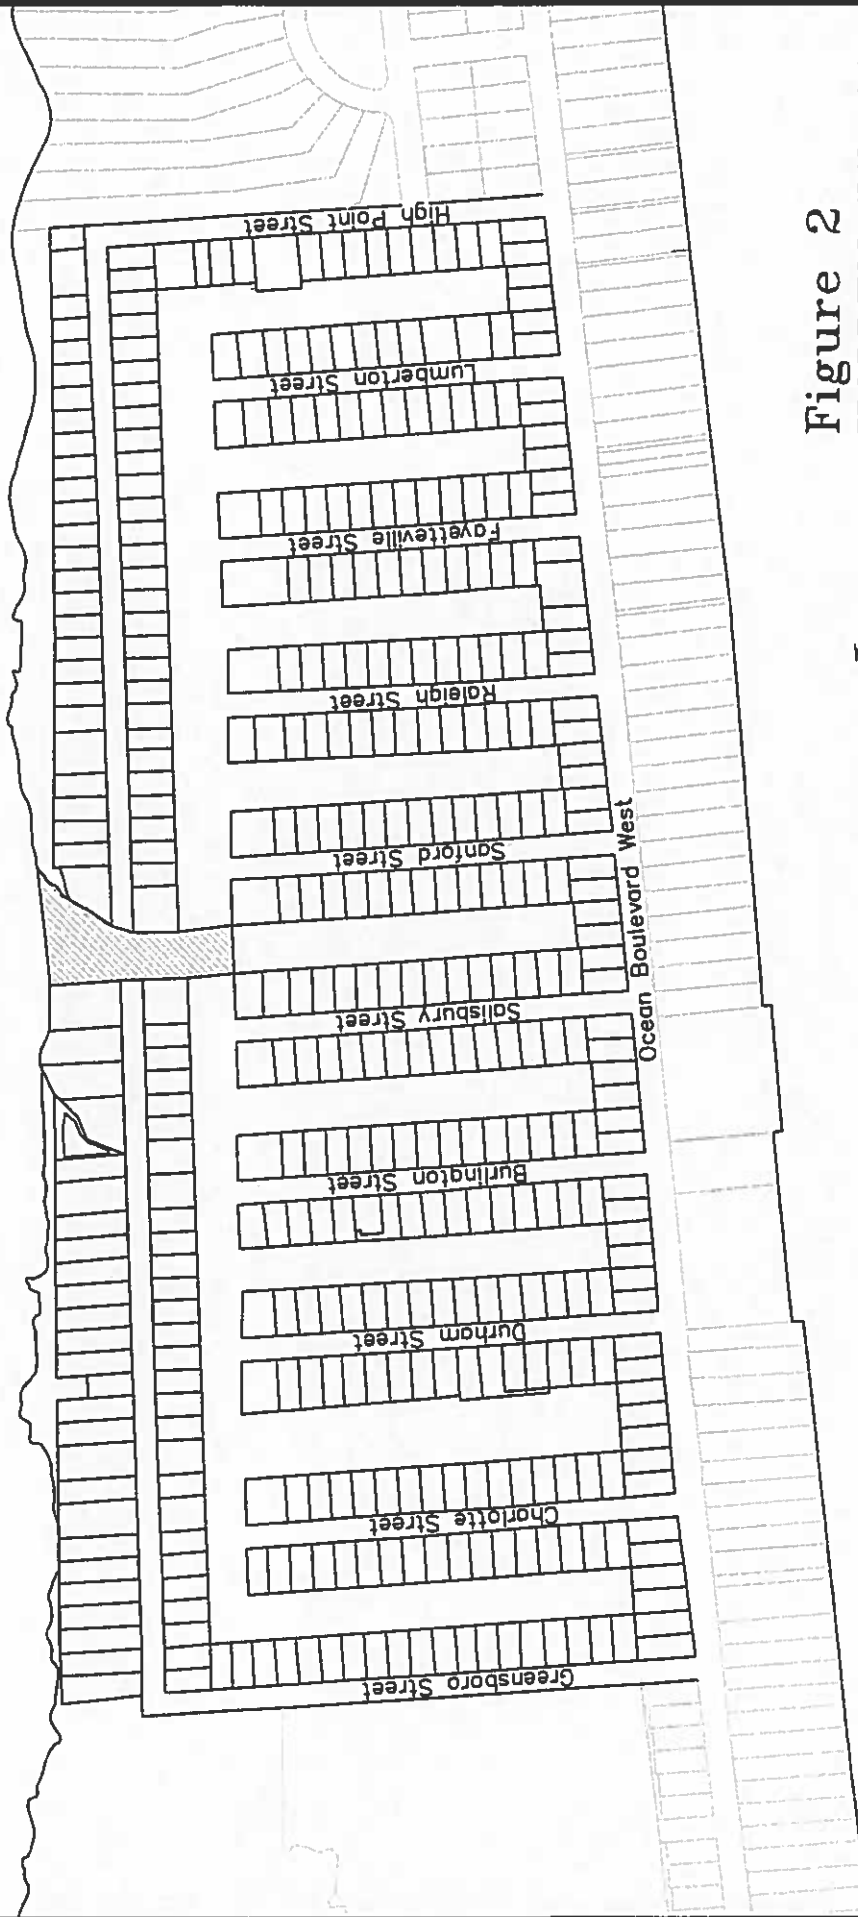 High Point Street
Lumberton Street
Fayetteville Street
Raleigh Street
Sanford Street
Salisbury Street
Burlington Street
Durham Street
Charlotte Street
Greensboro Street
Ocean Boulevard West
Figure 2